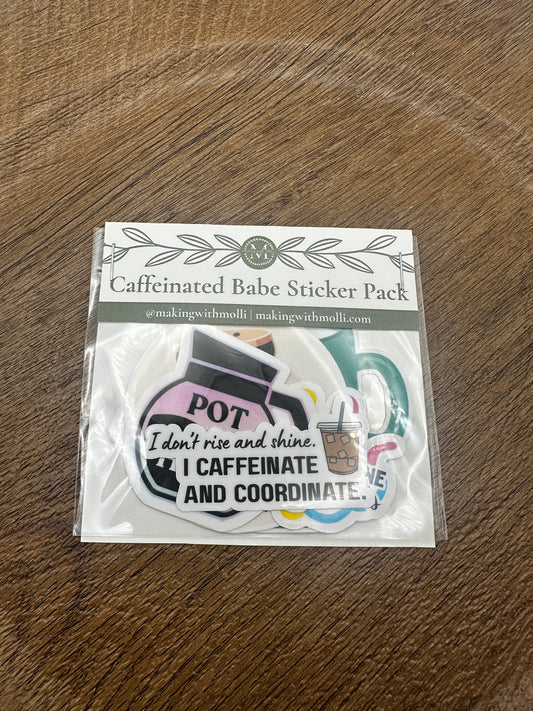 Caffeinated Babe Sticker Pack
@makingwithmolli | makingwithmolli.com
POT
I don't rise and shine.
I CAFFEINATE
AND COORDINATE.